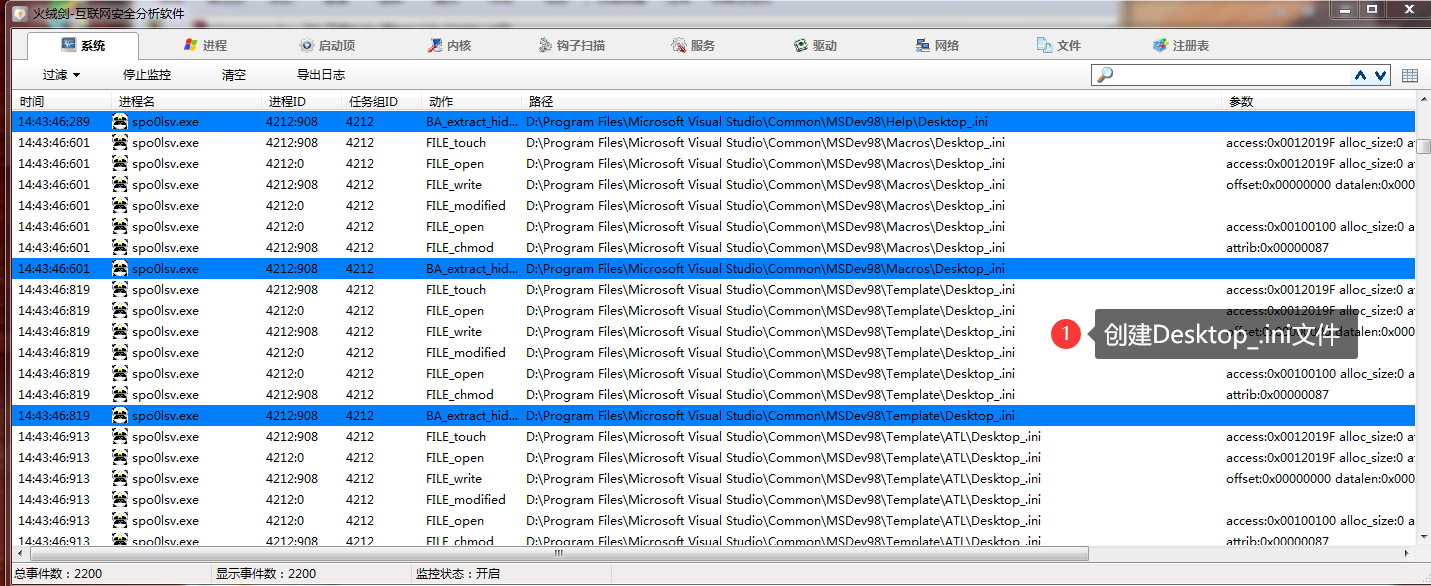 火绒剑-互联网安全分析软件
系统 进程 启动项 内核 钩子扫描 服务 驱动 网络 文件 注册表
过滤 停止监控 清空 导出日志
时间 进程名 进程ID 任务组ID 动作 路径 参数
14:43:46:289 spo0lsv.exe 4212:908 4212 BA_extract_hid... D:\Program Files\Microsoft Visual Studio\Common\MSDev98\Help\Desktop_.ini
14:43:46:601 spo0lsv.exe 4212:908 4212 FILE_touch D:\Program Files\Microsoft Visual Studio\Common\MSDev98\Macros\Desktop_.ini access:0x0012019F alloc_size:0 a
14:43:46:601 spo0lsv.exe 4212:0 4212 FILE_open D:\Program Files\Microsoft Visual Studio\Common\MSDev98\Macros\Desktop_.ini access:0x0012019F alloc_size:0 a
14:43:46:601 spo0lsv.exe 4212:908 4212 FILE_write D:\Program Files\Microsoft Visual Studio\Common\MSDev98\Macros\Desktop_.ini offset:0x00000000 datalen:0x000
14:43:46:601 spo0lsv.exe 4212:0 4212 FILE_modified D:\Program Files\Microsoft Visual Studio\Common\MSDev98\Macros\Desktop_.ini
14:43:46:601 spo0lsv.exe 4212:0 4212 FILE_open D:\Program Files\Microsoft Visual Studio\Common\MSDev98\Macros\Desktop_.ini access:0x00100100 alloc_size:0 a
14:43:46:601 spo0lsv.exe 4212:908 4212 FILE_chmod D:\Program Files\Microsoft Visual Studio\Common\MSDev98\Macros\Desktop_.ini attrib:0x00000087
14:43:46:601 spo0lsv.exe 4212:908 4212 BA_extract_hid... D:\Program Files\Microsoft Visual Studio\Common\MSDev98\Macros\Desktop_.ini
14:43:46:819 spo0lsv.exe 4212:908 4212 FILE_touch D:\Program Files\Microsoft Visual Studio\Common\MSDev98\Template\Desktop_.ini access:0x0012019F alloc_size:0 a
14:43:46:819 spo0lsv.exe 4212:0 4212 FILE_open D:\Program Files\Microsoft Visual Studio\Common\MSDev98\Template\Desktop_.ini access:0x0012019F alloc_size:0 a
14:43:46:819 spo0lsv.exe 4212:908 4212 FILE_write D:\Program Files\Microsoft Visual Studio\Common\MSDev98\Template\Desktop_.ini offset:0x00000000 datalen:0x000
1 创建Desktop_.ini文件
14:43:46:819 spo0lsv.exe 4212:0 4212 FILE_modified D:\Program Files\Microsoft Visual Studio\Common\MSDev98\Template\Desktop_.ini
14:43:46:819 spo0lsv.exe 4212:0 4212 FILE_open D:\Program Files\Microsoft Visual Studio\Common\MSDev98\Template\Desktop_.ini access:0x00100100 alloc_size:0 a
14:43:46:819 spo0lsv.exe 4212:908 4212 FILE_chmod D:\Program Files\Microsoft Visual Studio\Common\MSDev98\Template\Desktop_.ini attrib:0x00000087
14:43:46:819 spo0lsv.exe 4212:908 4212 BA_extract_hid... D:\Program Files\Microsoft Visual Studio\Common\MSDev98\Template\Desktop_.ini
14:43:46:913 spo0lsv.exe 4212:908 4212 FILE_touch D:\Program Files\Microsoft Visual Studio\Common\MSDev98\Template\ATL\Desktop_.ini access:0x0012019F alloc_size:0 a
14:43:46:913 spo0lsv.exe 4212:0 4212 FILE_open D:\Program Files\Microsoft Visual Studio\Common\MSDev98\Template\ATL\Desktop_.ini access:0x0012019F alloc_size:0 a
14:43:46:913 spo0lsv.exe 4212:908 4212 FILE_write D:\Program Files\Microsoft Visual Studio\Common\MSDev98\Template\ATL\Desktop_.ini offset:0x00000000 datalen:0x000
14:43:46:913 spo0lsv.exe 4212:0 4212 FILE_modified D:\Program Files\Microsoft Visual Studio\Common\MSDev98\Template\ATL\Desktop_.ini
14:43:46:913 spo0lsv.exe 4212:0 4212 FILE_open D:\Program Files\Microsoft Visual Studio\Common\MSDev98\Template\ATL\Desktop_.ini access:0x00100100 alloc_size:0 a
14:43:46:913 spo0lsv.exe 4212:908 4212 FILE_chmod D:\Program Files\Microsoft Visual Studio\Common\MSDev98\Template\ATL\Desktop_.ini attrib:0x00000087
总事件数：2200 显示事件数：2200 监控状态：开启